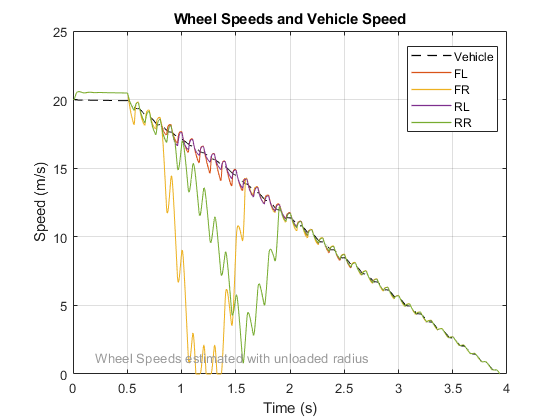 Wheel Speeds and Vehicle Speed
25
20
15
10
5
0
Speed (m/s)
Vehicle
FL
FR
RL
RR
Wheel Speeds estimated with unloaded radius
0 0.5 1 1.5 2 2.5 3 3.5 4
Time (s)